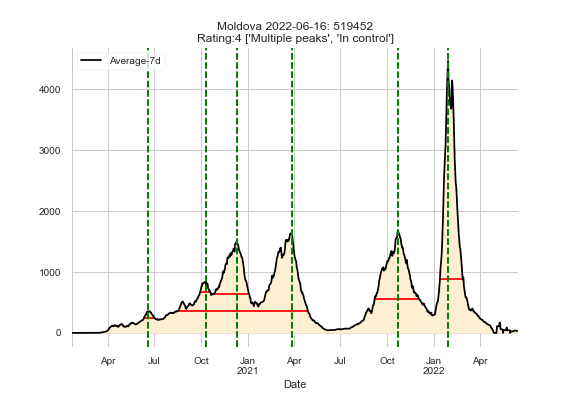 Moldova 2022-06-16: 519452
Rating:4 ['Multiple peaks', 'In control']
Average-7d
4000
3000
2000
1000
0
Apr Jul Oct Jan Apr Jul Oct Jan Apr
2021 2022
Date